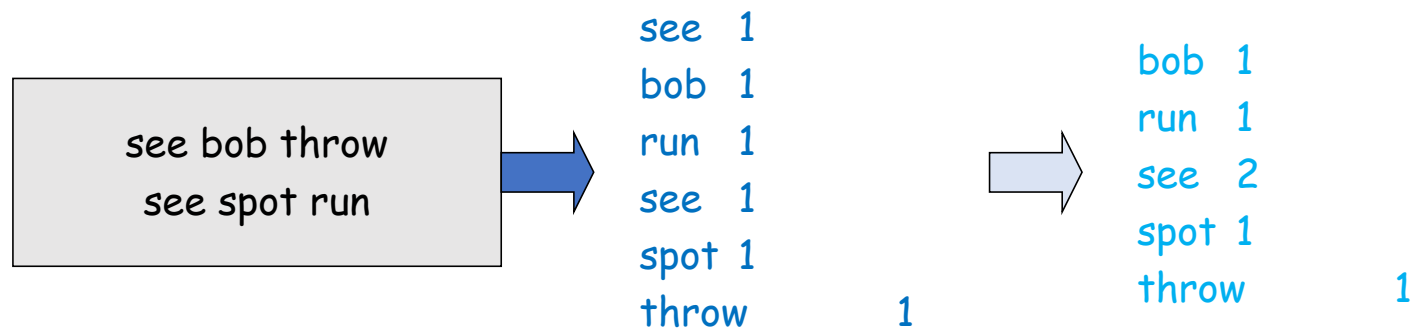 see bob throw
see spot run
see 1
bob 1
run 1
see 1
spot 1
throw 1
bob 1
run 1
see 2
spot 1
throw 1